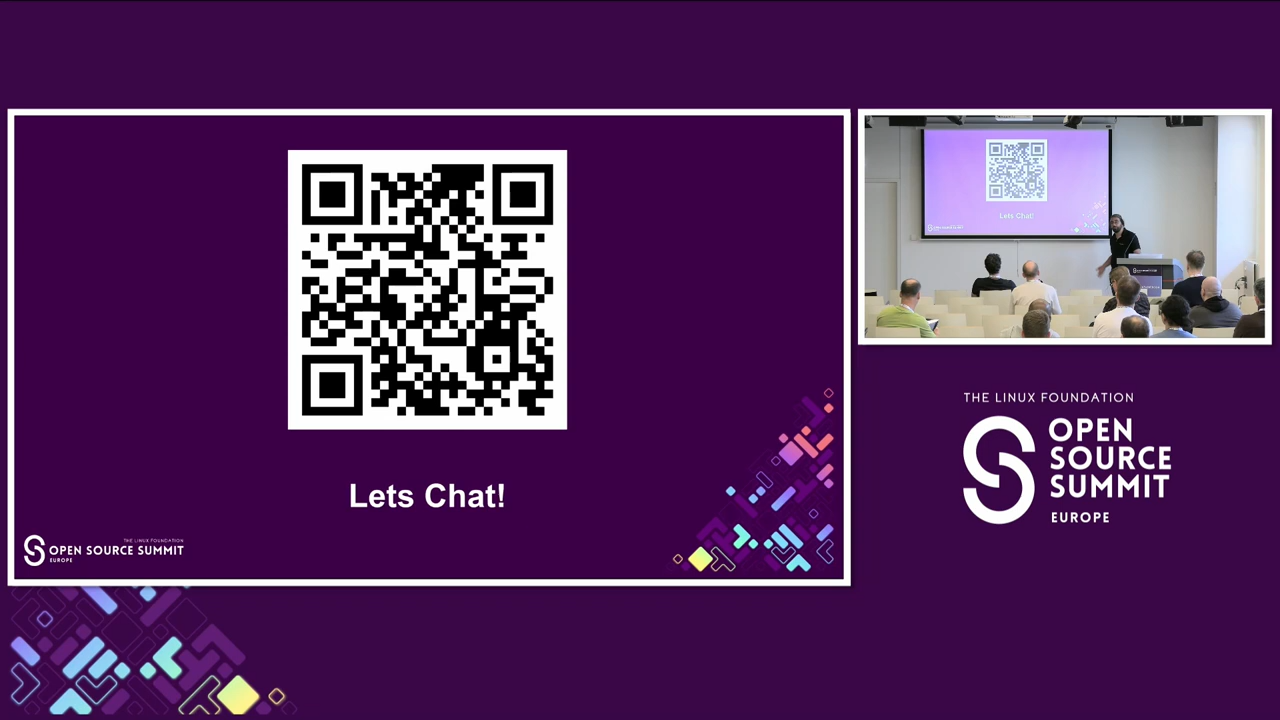 Lets Chat!
THE LINUX FOUNDATION
OPEN SOURCE SUMMIT
EUROPE
Lets Chat!
THE LINUX FOUNDATION
OPEN
SOURCE
SUMMIT
EUROPE